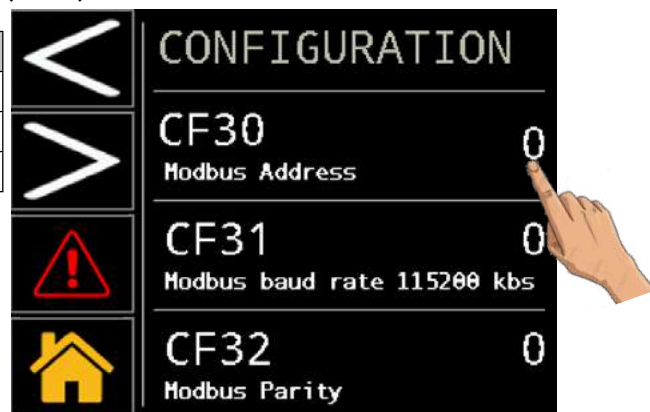 CONFIGURATION
CF30 0
Modbus Address
CF31 0
Modbus baud rate 115200 kbs
CF32 0
Modbus Parity